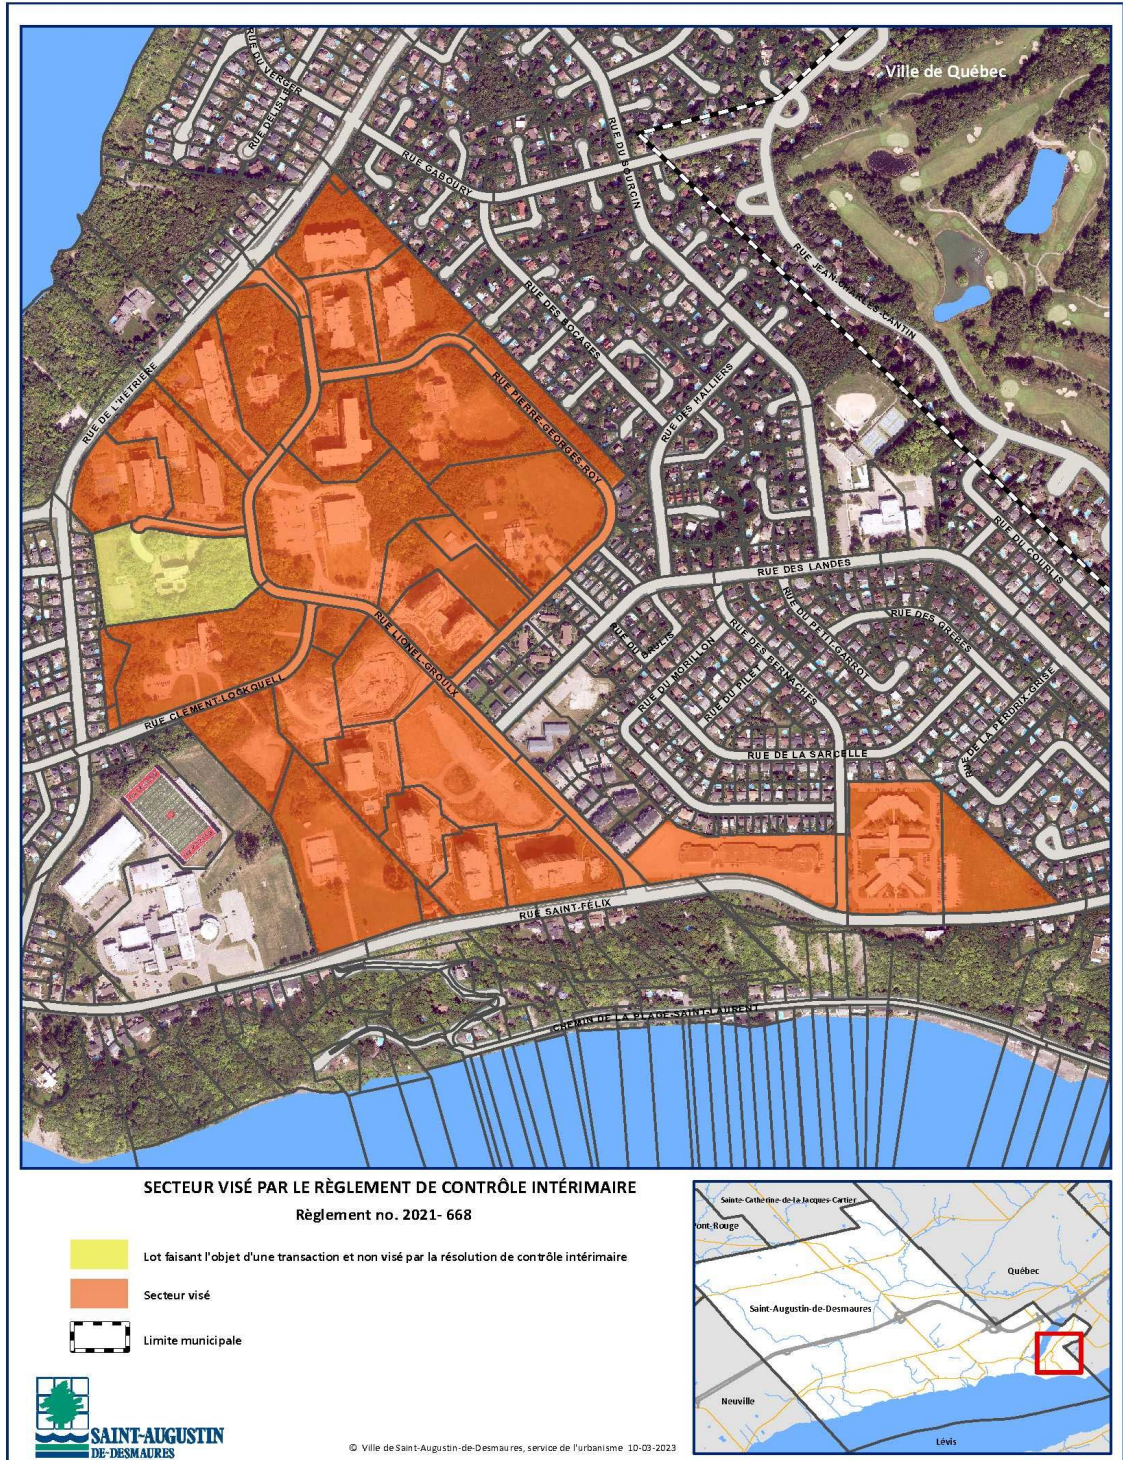 Ville de Québec
RUE DU VERGER
RUE DELISLE
RUE GABOURY
RUE DU SOURCIN
RUE JEAN-CHARLES-CANTIN
RUE DES BOCAGES
RUE DES HALLIERS
RUE DE L'HETRIÈRE
RUE PIERRE-GEORGES-ROY
RUE DU COURLIS
RUE DES LANDES
RUE DU PETIT-GARROT
RUE DES GREBES
RUE LIONEL-GROULX
RUE DU BRULIS
RUE DU MORILLON
RUE DES BERNACHES
RUE DU PILET
RUE DE LA PERDRIX-GRISE
RUE CLÉMENT-LOCKQUELL
RUE DE LA SARCELLE
RUE SAINT-FÉLIX
CHEMIN DE LA PLAGE-SAINT-LAURENT
SECTEUR VISÉ PAR LE RÈGLEMENT DE CONTRÔLE INTÉRIMAIRE
Règlement no. 2021- 668
Lot faisant l'objet d'une transaction et non visé par la résolution de contrôle intérimaire
Secteur visé
Limite municipale
SAINT-AUGUSTIN
DE-DESMAURES
© Ville de Saint-Augustin-de-Desmaures, service de l'urbanisme 10-03-2023
Sainte-Catherine-de-la-Jacques-Cartier
Pont-Rouge
Québec
Saint-Augustin-de-Desmaures
Neuville
Lévis